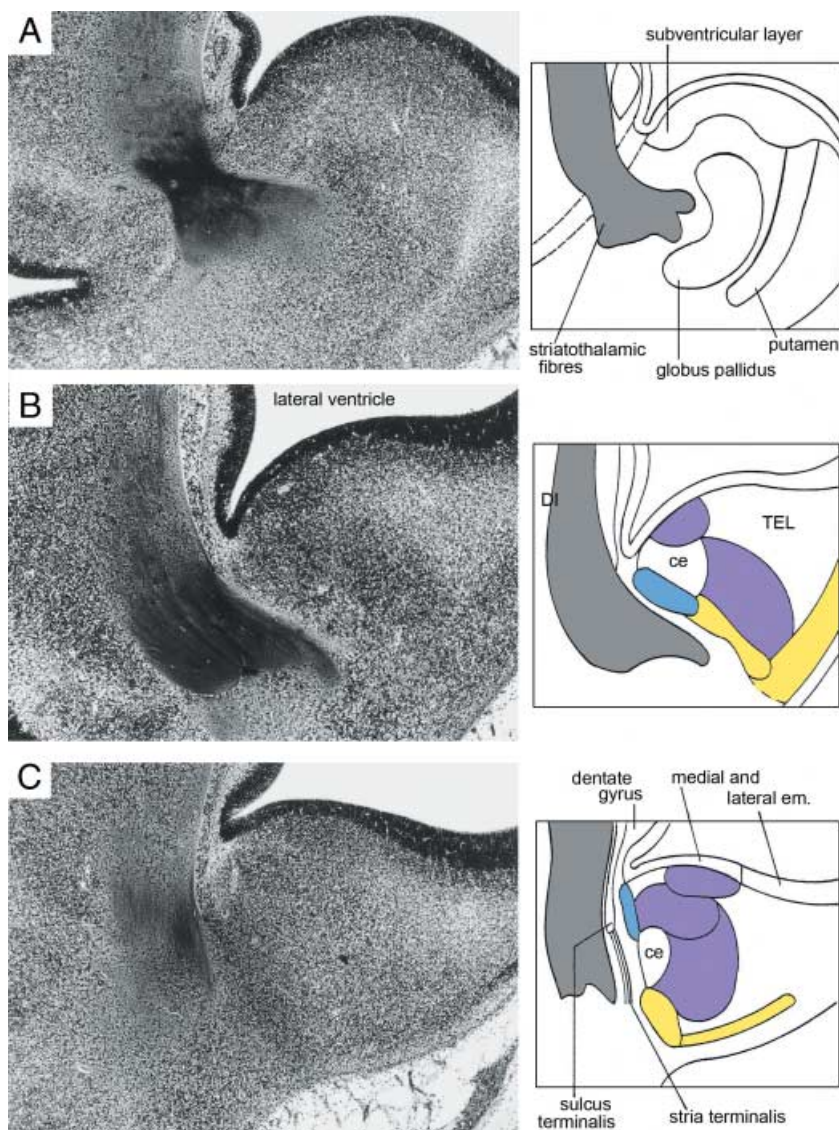 A
subventricular layer
striatothalamic
fibres
globus pallidus
putamen
B
lateral ventricle
DI
TEL
ce
C
dentate
gyrus
medial and
lateral em.
ce
sulcus
terminalis
stria terminalis